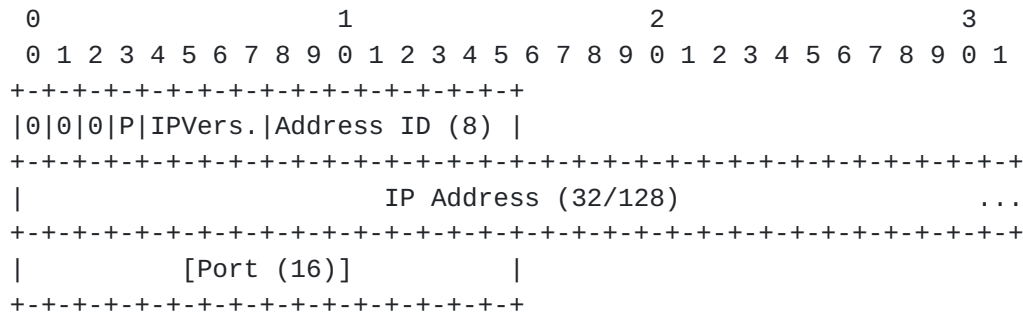 0                   1                   2                   3
 0 1 2 3 4 5 6 7 8 9 0 1 2 3 4 5 6 7 8 9 0 1 2 3 4 5 6 7 8 9 0 1
+-+-+-+-+-+-+-+-+-+-+-+-+-+-+-+-+
|0|0|0|P|IPVers.|Address ID (8) |
+-+-+-+-+-+-+-+-+-+-+-+-+-+-+-+-+-+-+-+-+-+-+-+-+-+-+-+-+-+-+-+-+
|                       IP Address (32/128)                   ...
+-+-+-+-+-+-+-+-+-+-+-+-+-+-+-+-+-+-+-+-+-+-+-+-+-+-+-+-+-+-+-+-+
|          [Port (16)]          |
+-+-+-+-+-+-+-+-+-+-+-+-+-+-+-+-+